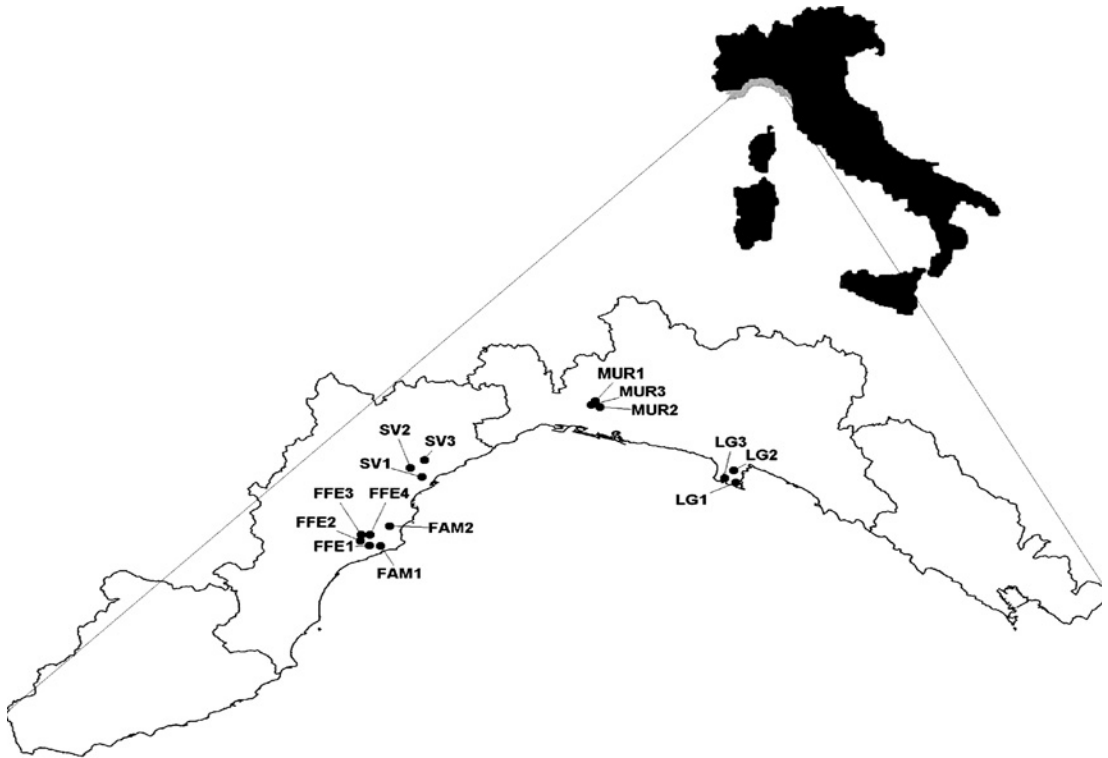 MUR1
MUR3
MUR2
SV2
SV3
SV1
LG3
LG2
LG1
FFE3
FFE4
FFE2
FAM2
FFE1
FAM1